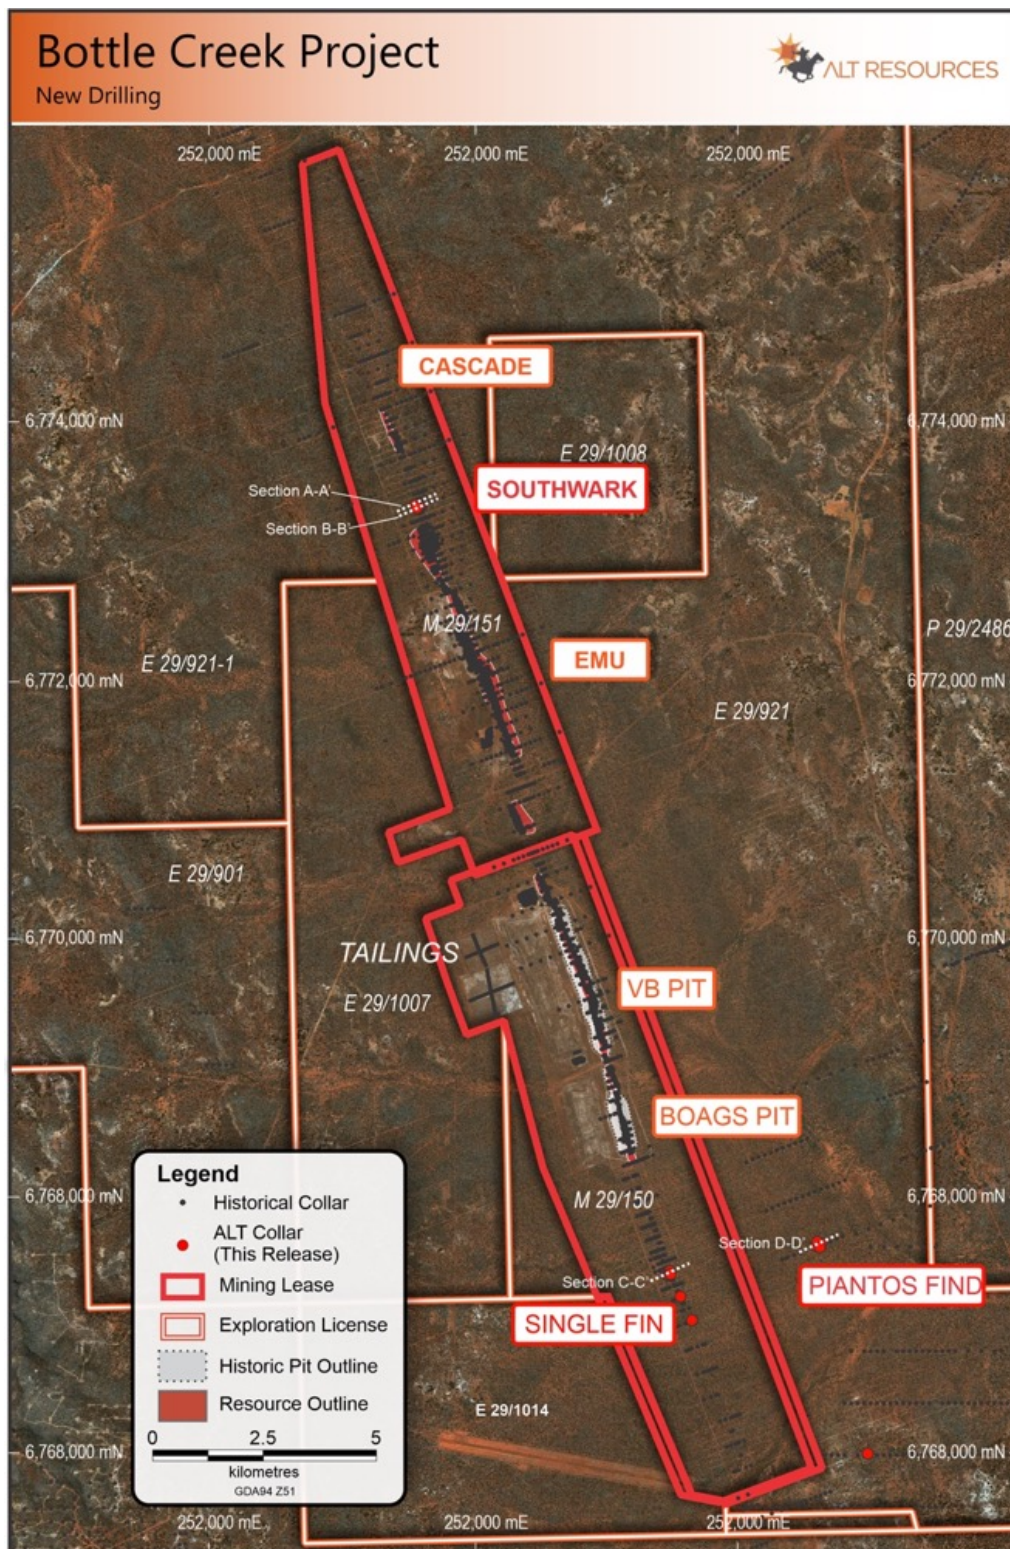 Bottle Creek Project
New Drilling
ALT RESOURCES
252,000 mE 252,000 mE 252,000 mE
CASCADE
6,774,000 mN 6,774,000 mN
E 29/1008
Section A-A'
SOUTHWARK
Section B-B'
M 29/151
P 29/2486
E 29/921-1
EMU
6,772,000 mN 6,772,000 mN
E 29/921
E 29/901
6,770,000 mN 6,770,000 mN
TAILINGS
VB PIT
E 29/1007
BOAGS PIT
Legend
Historical Collar
ALT Collar
(This Release)
Mining Lease
Exploration License
Historic Pit Outline
Resource Outline
0 2.5 5
kilometres
GDA94 Z51
6,768,000 mN 6,768,000 mN
M 29/150
Section D-D'
Section C-C'
PIANTOS FIND
SINGLE FIN
E 29/1014
6,768,000 mN 6,768,000 mN
252,000 mE 252,000 mE 252,000 mE